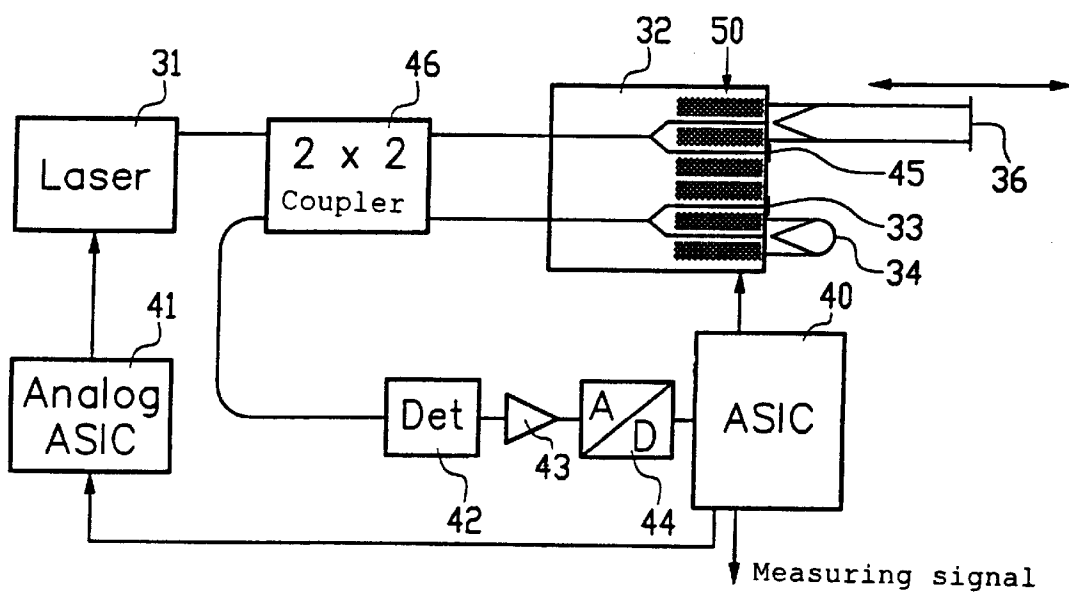 31
46
32
50
Laser
2 x 2
Coupler
45
36
33
34
41
40
Analog
ASIC
Det
43
A
D
ASIC
42
44
Measuring signal